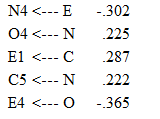 N4 <--- E -.302
O4 <--- N .225
E1 <--- C .287
C5 <--- N .222
E4 <--- O -.365